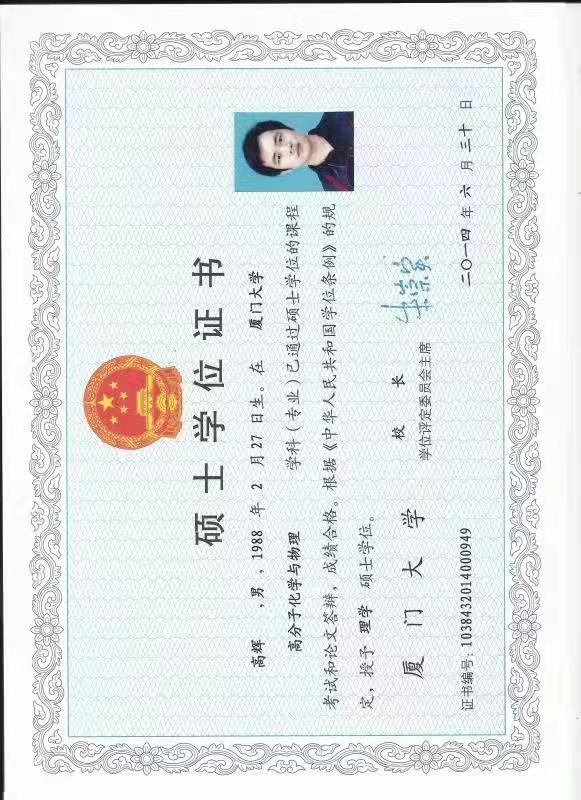 硕士学位证书
高辉 ,男,1988 年 2 月27日生。在 厦门大学
高分子化学与物理 学科(专业)已通过硕士学位的课程
考试和论文答辩,成绩合格。根据《中华人民共和国学位条例》的规
定,授予 理学 硕士学位。
厦门大学
校长
学位评定委员会主席
朱崇实
证书编号:1038432014000949
二〇一四 年 六 月 三十 日